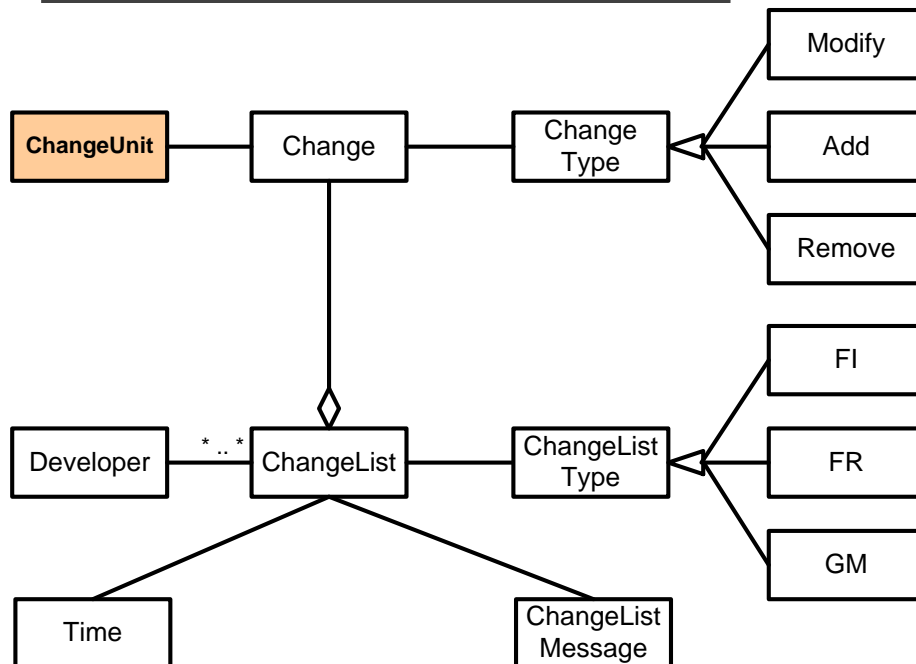 Modify
ChangeUnit
Change
Change
Type
Add
Remove
FI
Developer
* .. *
ChangeList
ChangeList
Type
FR
GM
Time
ChangeList
Message